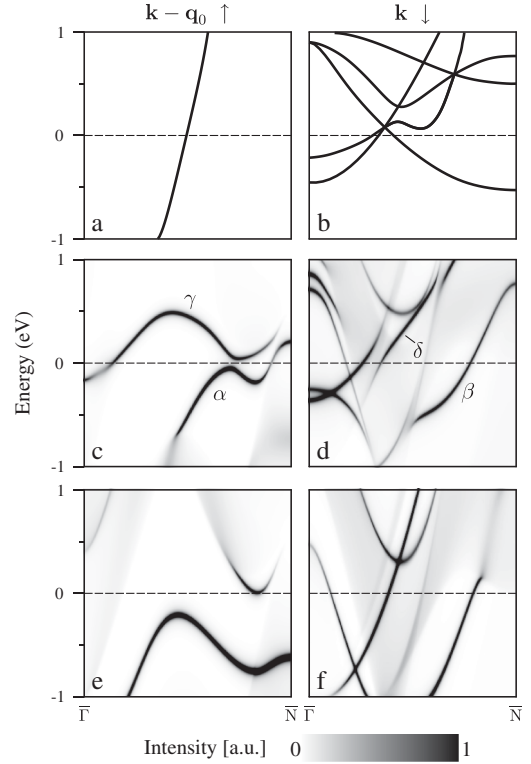 k − q₀ ↑ k ↓
1
0
-1
a b
1
0
-1
γ
α
δ
β
c d
Energy (eV)
1
0
-1
e f
Γ̅ Γ̅ N̅
N̅
Intensity [a.u.] 0 1